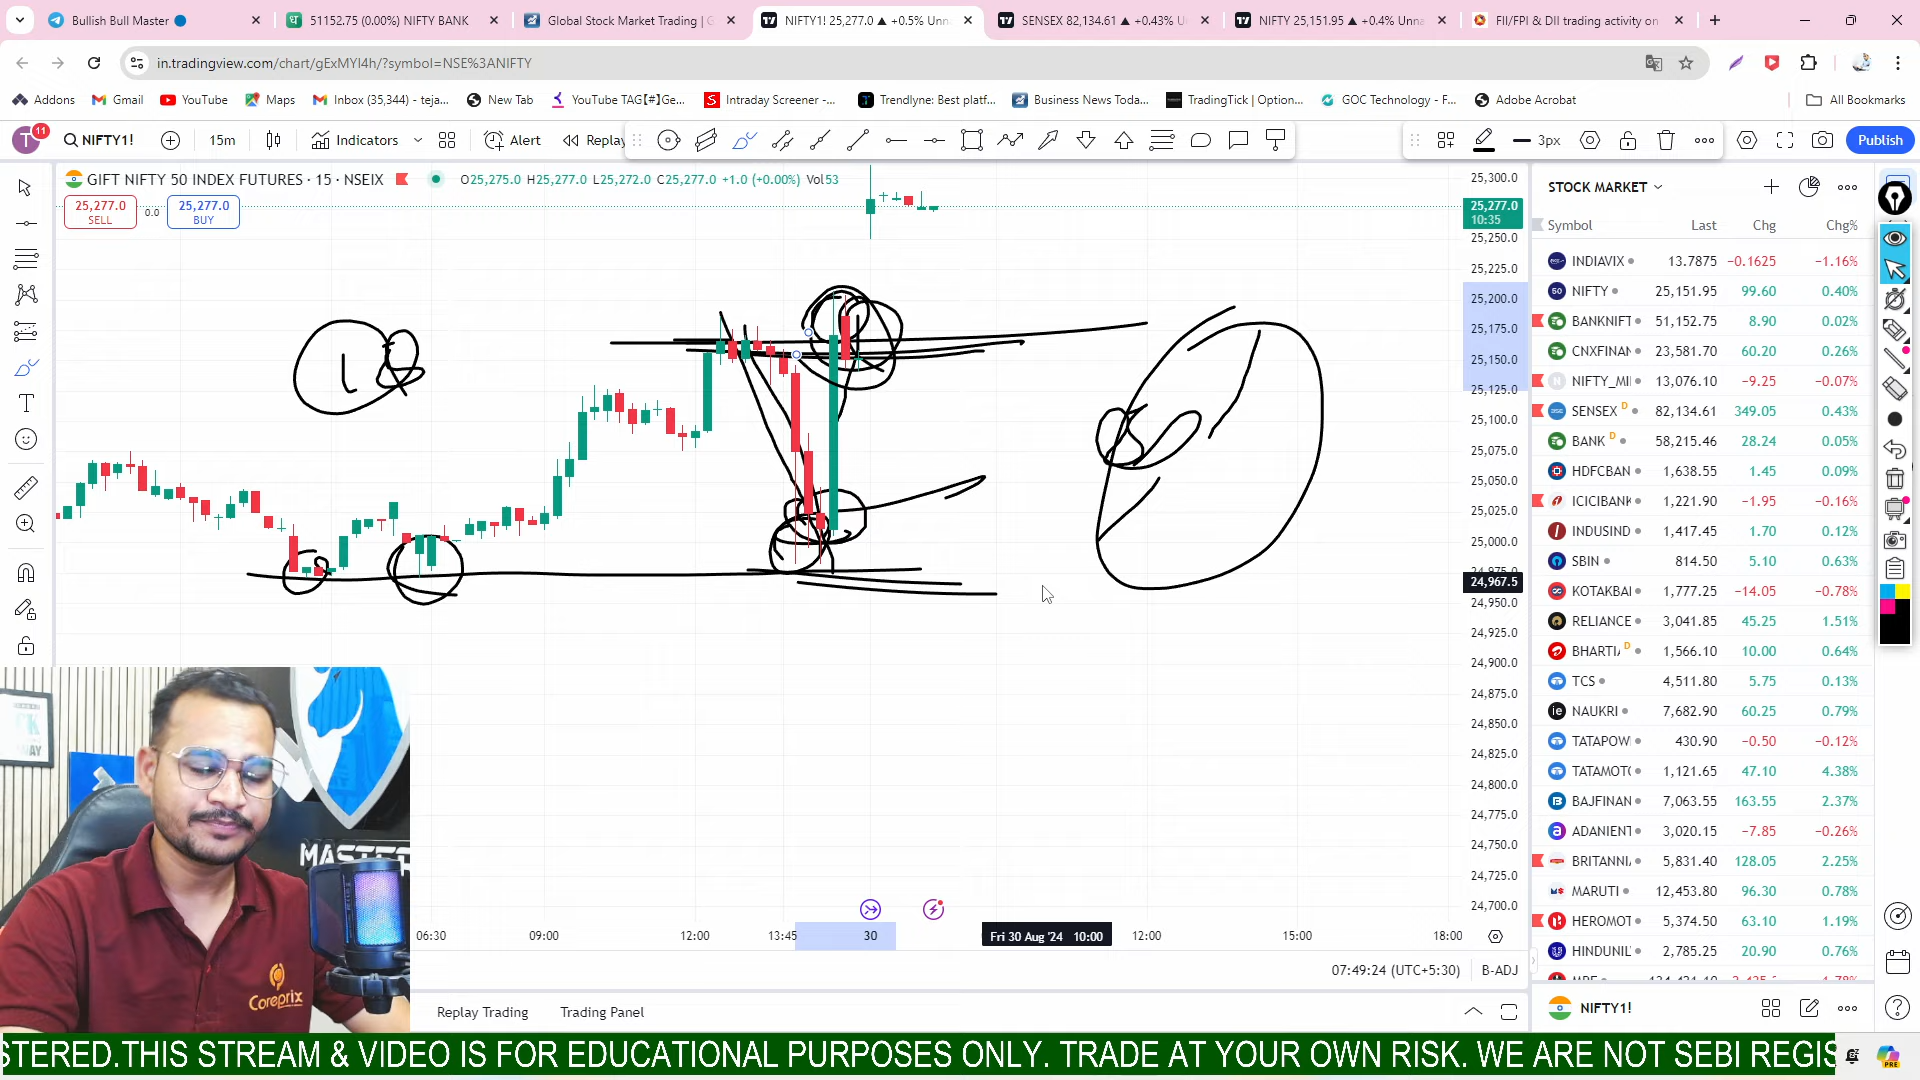 Bullish Bull Master
51152.75 (0.00%) NIFTY BANK
Global Stock Market Trading | G
NIFTY1! 25,277.0 ▲ +0.5% Unn
SENSEX 82,134.61 ▲ +0.43% U
NIFTY 25,151.95 ▲ +0.4% Unna
FII/FPI & DII trading activity on
in.tradingview.com/chart/gExMYI4h/?symbol=NSE%3ANIFTY
Addons
Gmail
YouTube
Maps
Inbox (35,344) - teja...
New Tab
YouTube TAG【#】Ge...
Intraday Screener -...
Trendlyne: Best platf...
Business News Toda...
TradingTick | Option...
GOC Technology - F...
Adobe Acrobat
All Bookmarks
T 11
NIFTY1!
15m
Indicators
Alert
Replay
3px
Publish
GIFT NIFTY 50 INDEX FUTURES · 15 · NSEIX
O25,275.0 H25,277.0 L25,272.0 C25,277.0 +1.0 (+0.00%) Vol53
25,277.0
SELL
0.0
25,277.0
BUY
25,300.0
25,277.0
10:35
25,250.0
25,225.0
25,200.0
25,175.0
25,150.0
25,125.0
25,100.0
25,075.0
25,050.0
25,025.0
25,000.0
24,967.5
24,950.0
24,925.0
24,900.0
24,875.0
24,850.0
24,825.0
24,800.0
24,775.0
24,750.0
24,725.0
24,700.0
06:30
09:00
12:00
13:45
30
Fri 30 Aug '24 10:00
12:00
15:00
18:00
07:49:24 (UTC+5:30)
B-ADJ
Replay Trading
Trading Panel
STOCK MARKET
Symbol Last Chg Chg%
INDIAVIX 13.7875 −0.1625 −1.16%
NIFTY 25,151.95 99.60 0.40%
BANKNIFT 51,152.75 8.90 0.02%
CNXFINAN 23,581.70 60.20 0.26%
NIFTY_MI 13,076.10 −9.25 −0.07%
SENSEX D 82,134.61 349.05 0.43%
BANK D 58,215.46 28.24 0.05%
HDFCBAN 1,638.55 1.45 0.09%
ICICIBANK 1,221.90 −1.95 −0.16%
INDUSIND 1,417.45 1.70 0.12%
SBIN 814.50 5.10 0.63%
KOTAKBAI 1,777.25 −14.05 −0.78%
RELIANCE 3,041.85 45.25 1.51%
BHARTI D 1,566.10 10.00 0.64%
TCS 4,511.80 5.75 0.13%
NAUKRI 7,682.90 60.25 0.79%
TATAPOW 430.90 −0.50 −0.12%
TATAMOT 1,121.65 47.10 4.38%
BAJFINAN 7,063.55 163.55 2.37%
ADANIENT 3,020.15 −7.85 −0.26%
BRITANNI 5,831.40 128.05 2.25%
MARUTI 12,453.80 96.30 0.78%
HEROMOT 5,374.50 63.10 1.19%
HINDUNIL 2,785.25 20.90 0.76%
NIFTY1!
MASTER
Coreprix
STERED.THIS STREAM & VIDEO IS FOR EDUCATIONAL PURPOSES ONLY. TRADE AT YOUR OWN RISK. WE ARE NOT SEBI REGIS